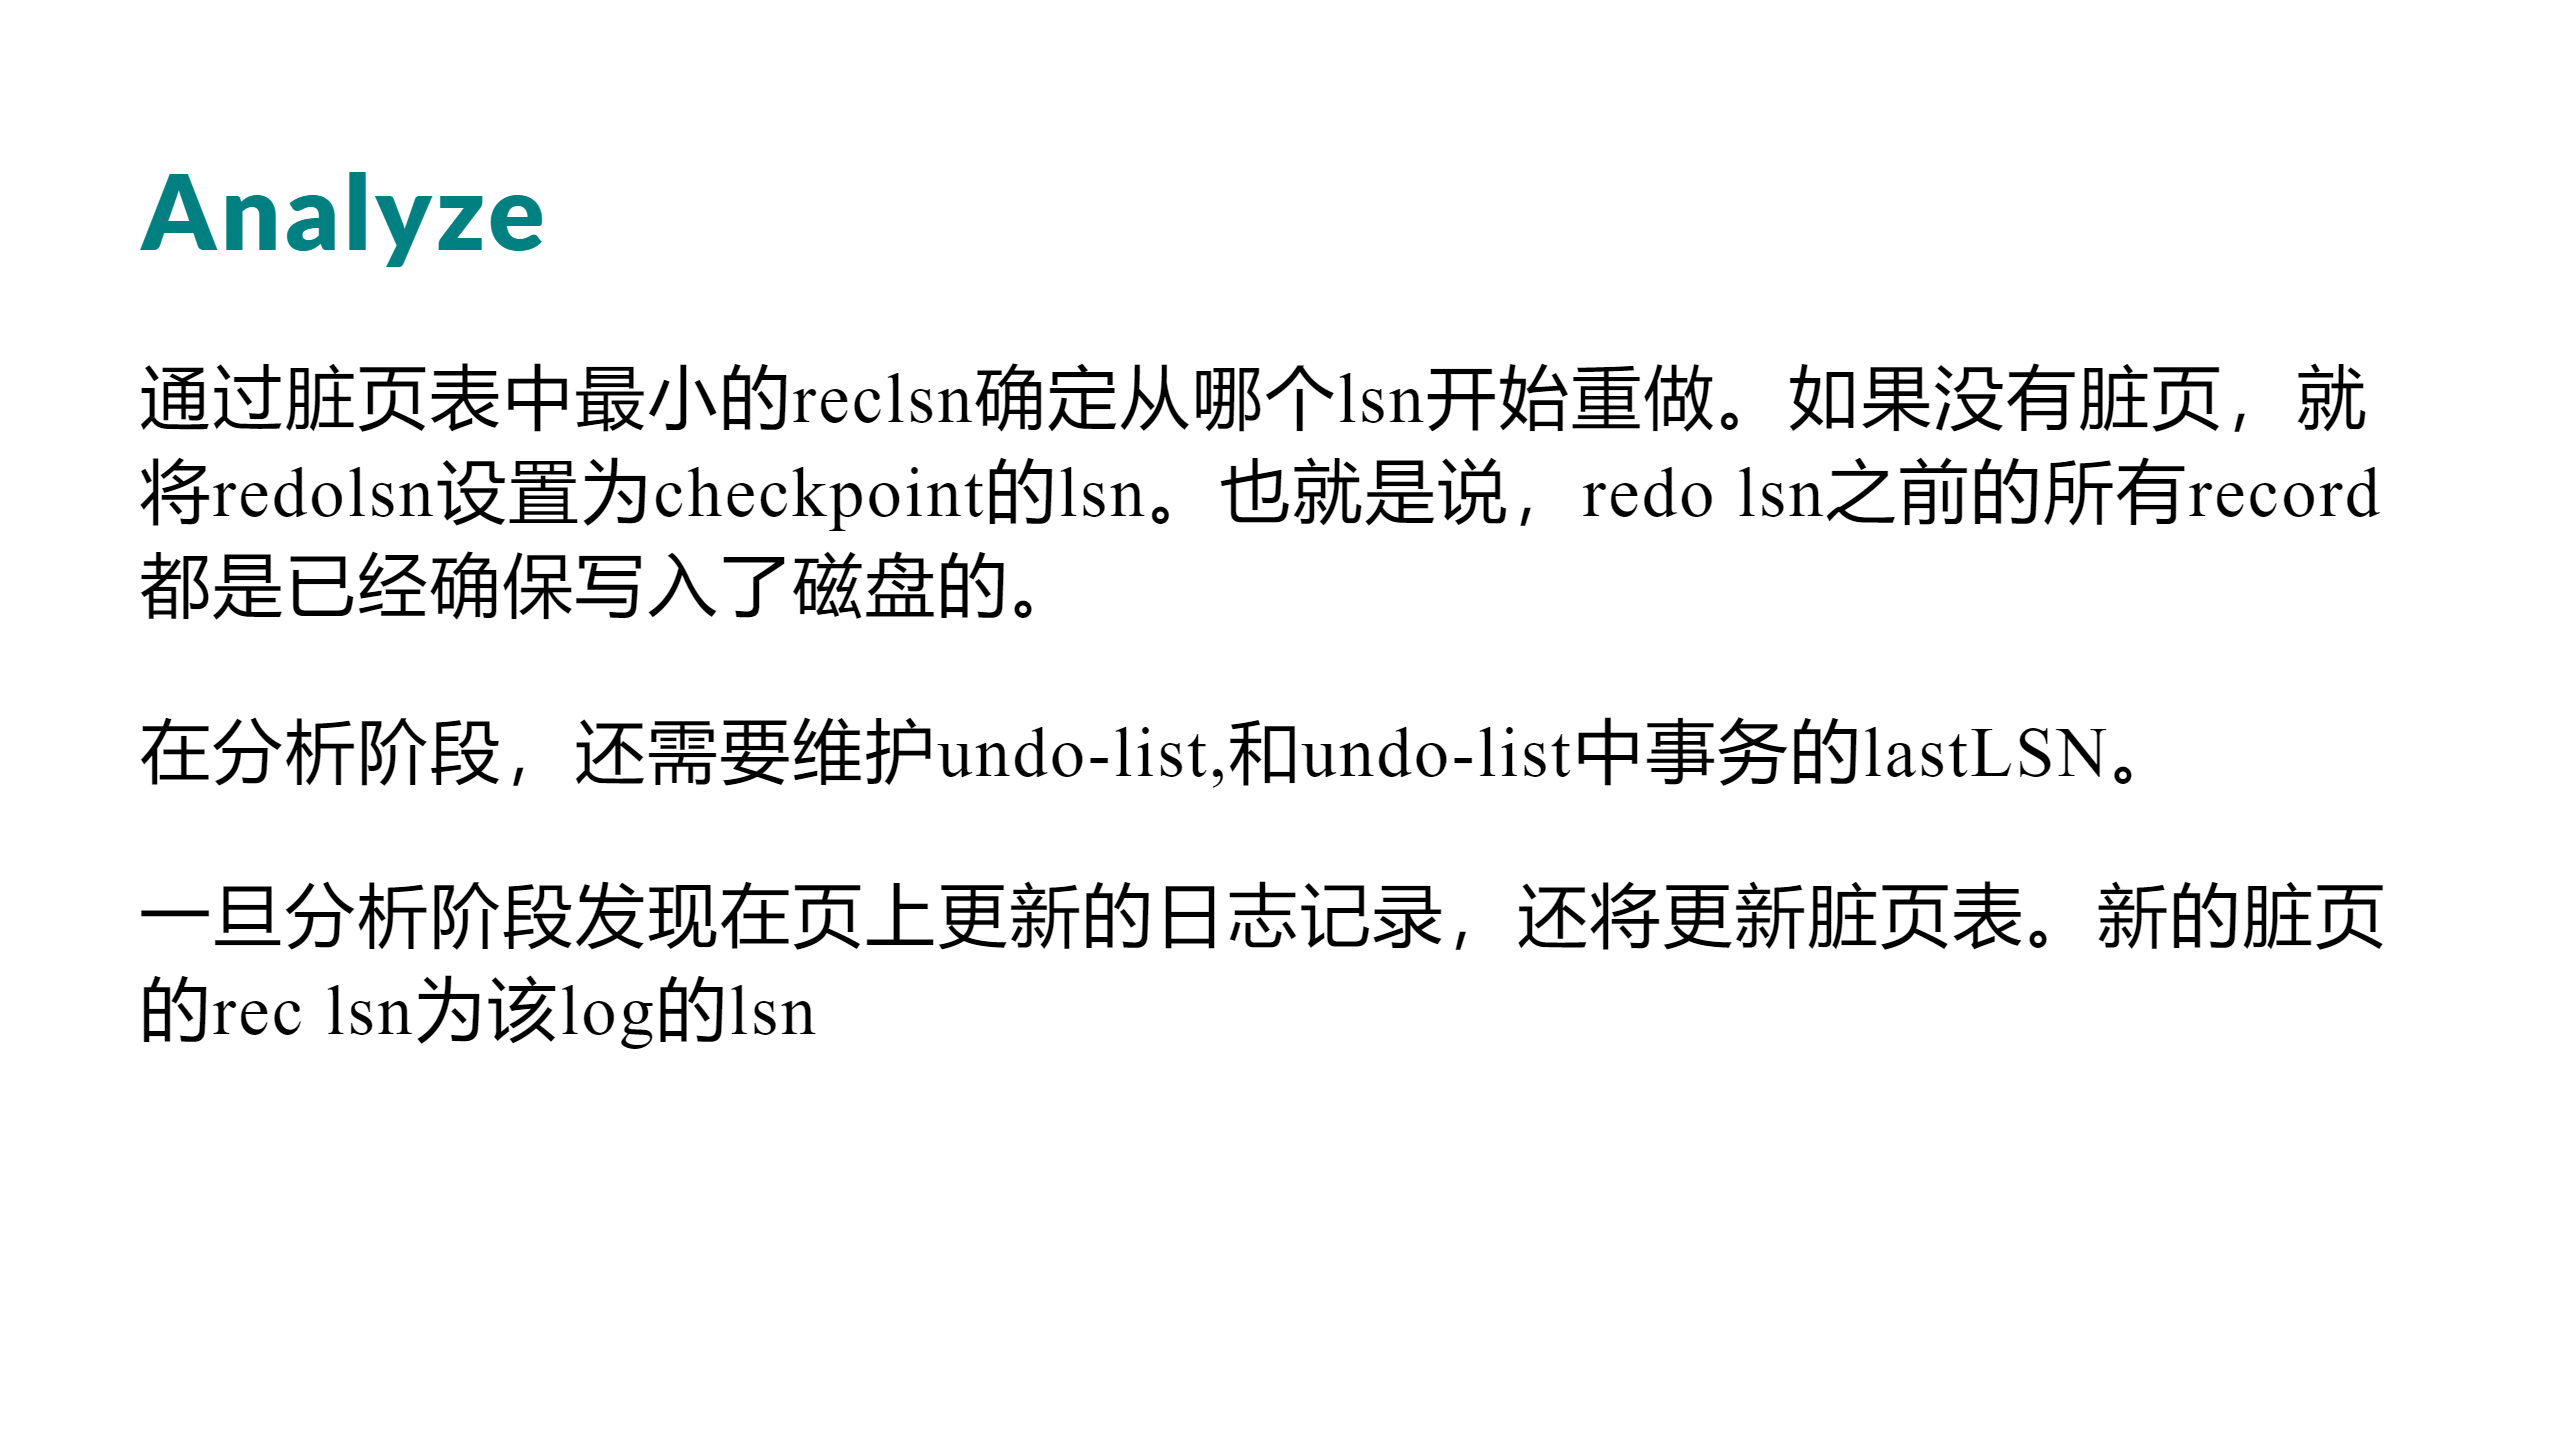 Analyze
通过脏页表中最小的reclsn确定从哪个lsn开始重做。如果没有脏页，就
将redolsn设置为checkpoint的lsn。也就是说，redo lsn之前的所有record
都是已经确保写入了磁盘的。
在分析阶段，还需要维护undo-list,和undo-list中事务的lastLSN。
一旦分析阶段发现在页上更新的日志记录，还将更新脏页表。新的脏页
的rec lsn为该log的lsn